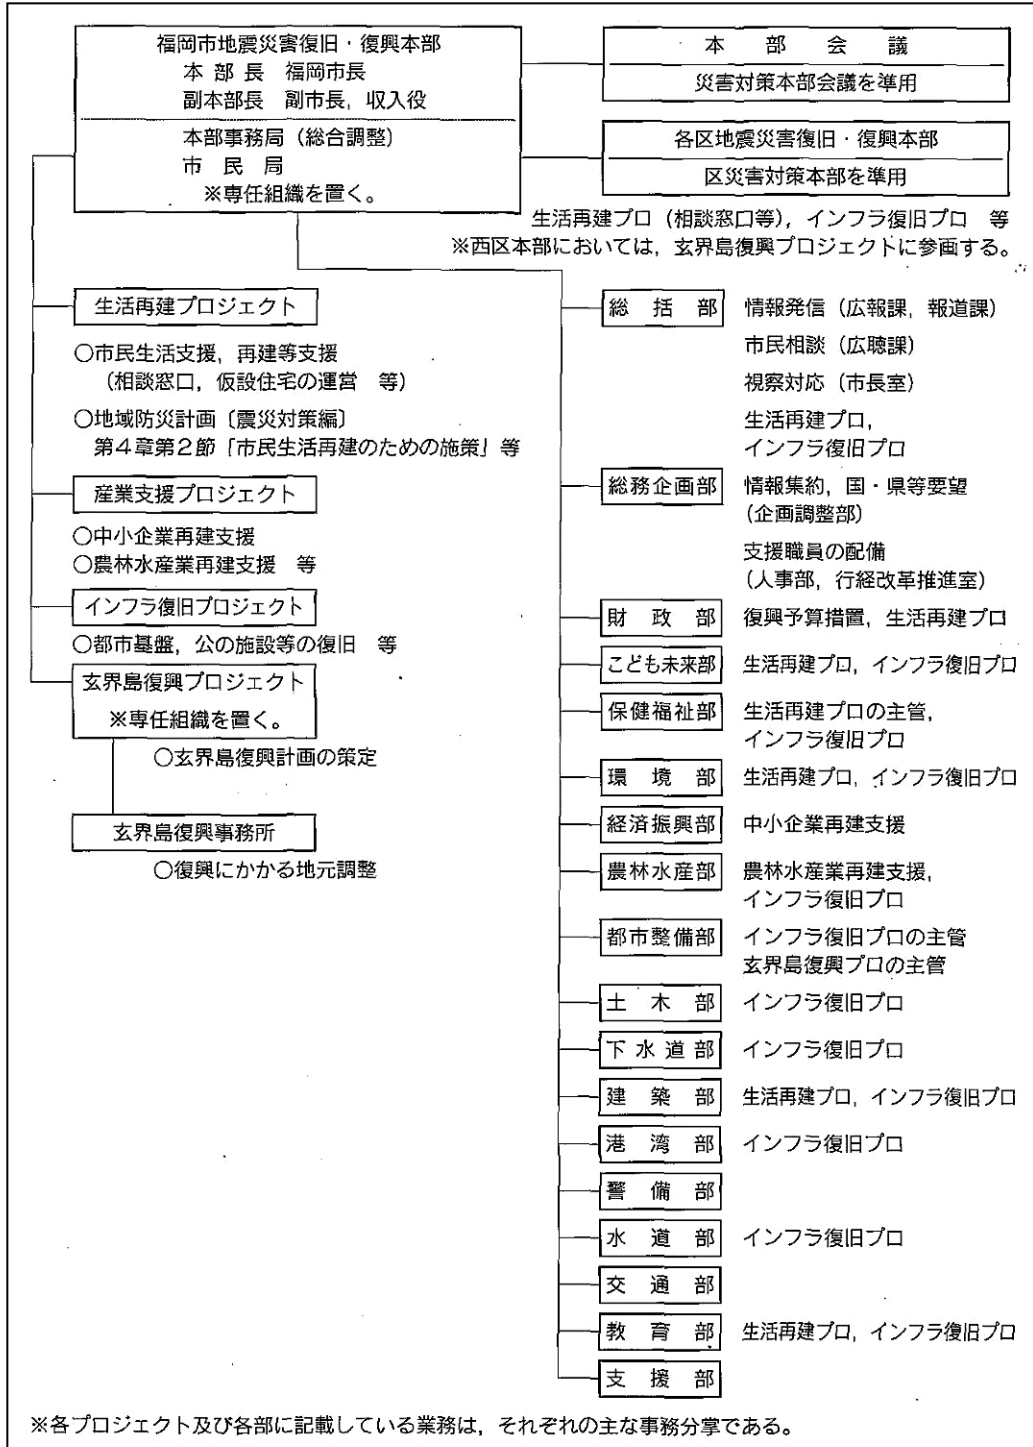 福岡市地震災害復旧・復興本部
本部長 福岡市長
副本部長 副市長，収入役
本部事務局（総合調整）
市民局
※専任組織を置く。
本部会議
災害対策本部会議を準用
各区地震災害復旧・復興本部
区災害対策本部を準用
生活再建プロ（相談窓口等），インフラ復旧プロ 等
※西区本部においては，玄界島復興プロジェクトに参画する。
生活再建プロジェクト
○市民生活支援，再建等支援
（相談窓口，仮設住宅の運営 等）
○地域防災計画〔震災対策編〕
第4章第2節「市民生活再建のための施策」等
産業支援プロジェクト
○中小企業再建支援
○農林水産業再建支援 等
インフラ復旧プロジェクト
○都市基盤，公の施設等の復旧 等
玄界島復興プロジェクト
※専任組織を置く。
○玄界島復興計画の策定
玄界島復興事務所
○復興にかかる地元調整
総括部 情報発信（広報課，報道課）
市民相談（広聴課）
視察対応（市長室）
生活再建プロ，
インフラ復旧プロ
総務企画部 情報集約，国・県等要望
（企画調整部）
支援職員の配備
（人事部，行経改革推進室）
財政部 復興予算措置，生活再建プロ
こども未来部 生活再建プロ，インフラ復旧プロ
保健福祉部 生活再建プロの主管，
インフラ復旧プロ
環境部 生活再建プロ，インフラ復旧プロ
経済振興部 中小企業再建支援
農林水産部 農林水産業再建支援，
インフラ復旧プロ
都市整備部 インフラ復旧プロの主管
玄界島復興プロの主管
土木部 インフラ復旧プロ
下水道部 インフラ復旧プロ
建築部 生活再建プロ，インフラ復旧プロ
港湾部 インフラ復旧プロ
警備部
水道部 インフラ復旧プロ
交通部
教育部 生活再建プロ，インフラ復旧プロ
支援部
※各プロジェクト及び各部に記載している業務は，それぞれの主な事務分掌である。